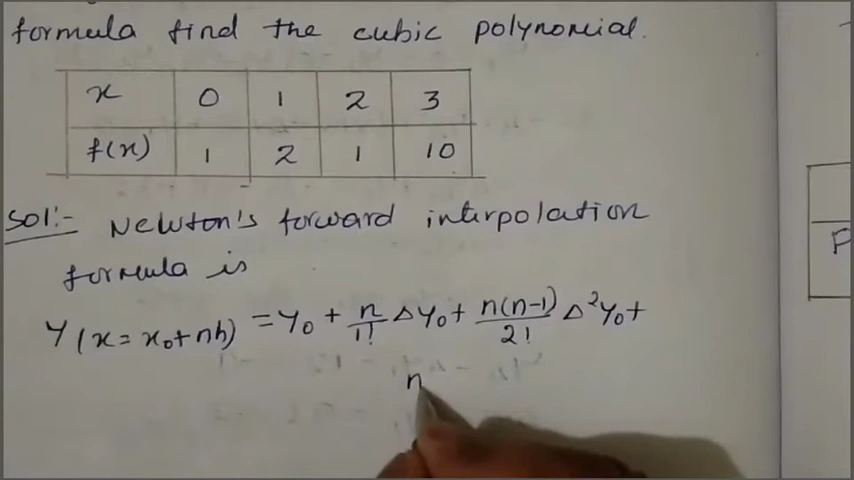 formula find the cubic polynomial.
x 0 1 2 3
f(x) 1 2 1 10
Sol:- Newton's forward interpolation
formula is
Y(x = x₀+nh) = Y₀ + n/1! ΔY₀ + n(n-1)/2! Δ²Y₀ +
n
P